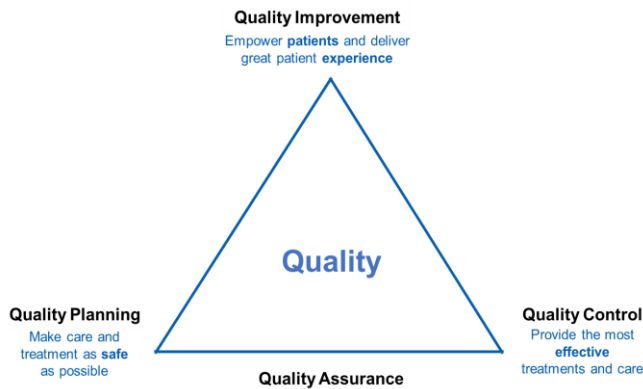 Quality Improvement
Empower patients and deliver
great patient experience
Quality
Quality Planning
Make care and
treatment as safe
as possible
Quality Control
Provide the most
effective
treatments and care
Quality Assurance